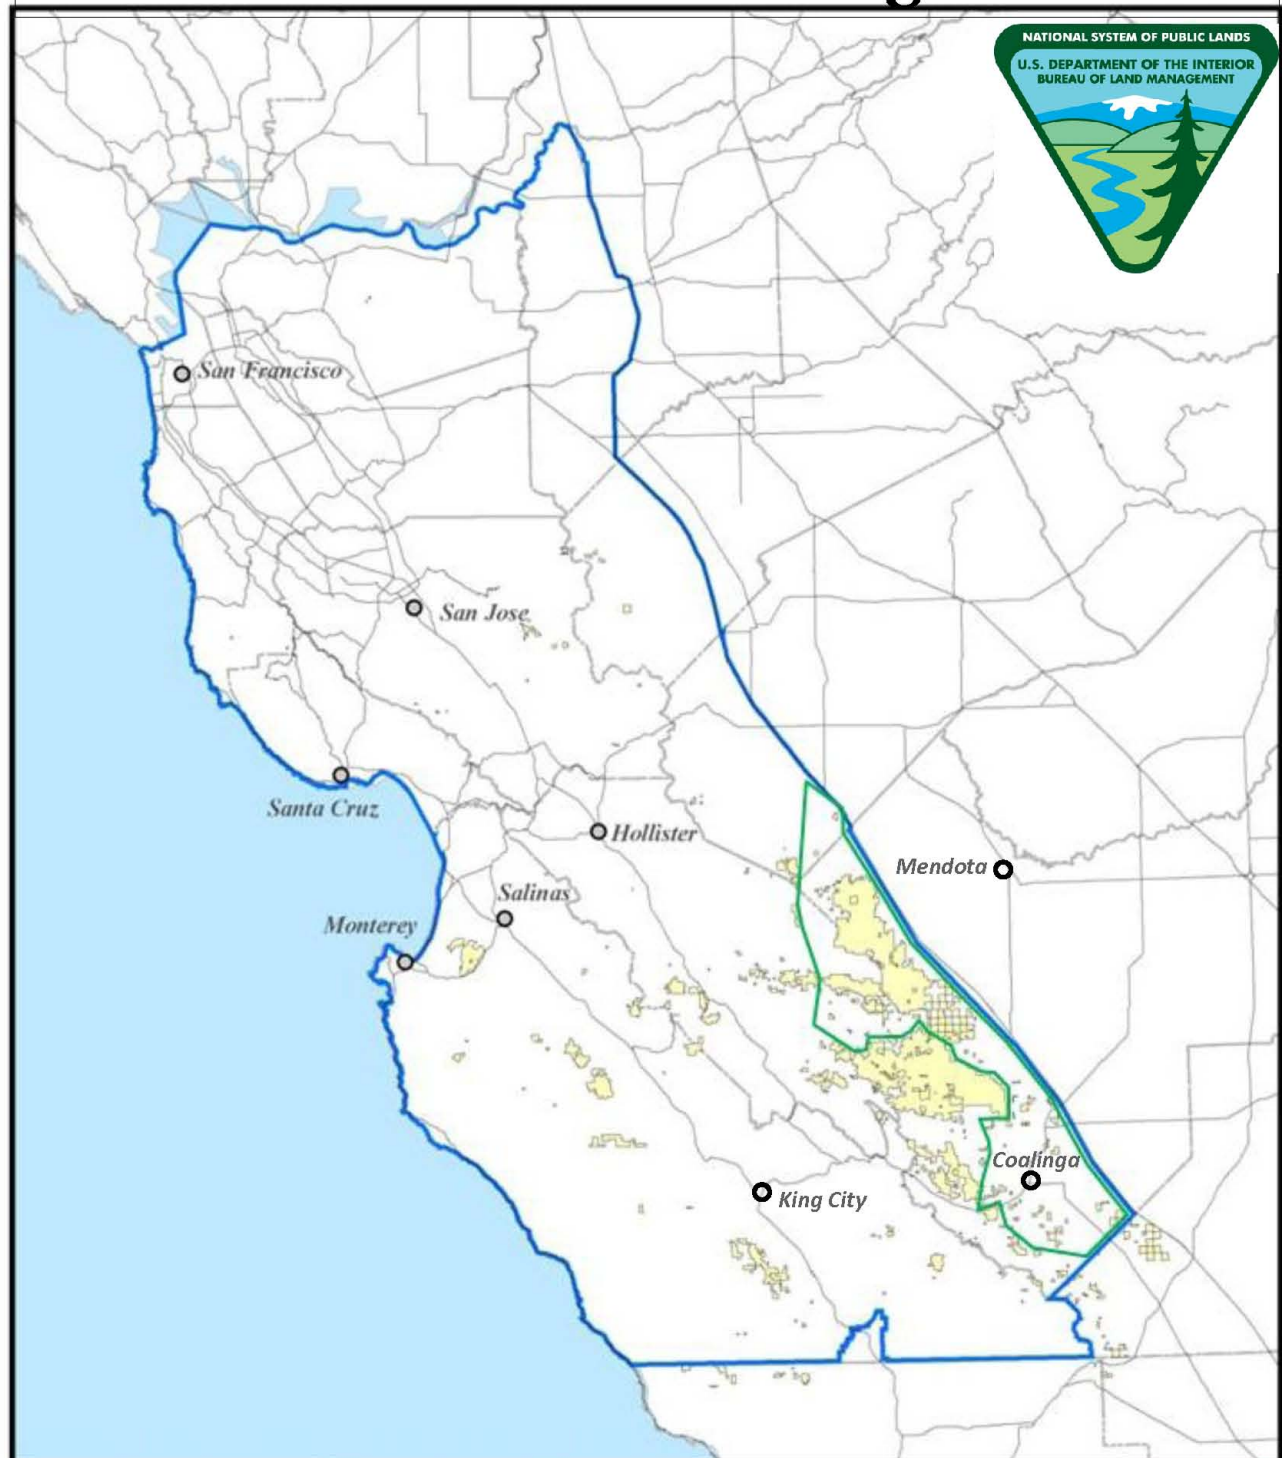 NATIONAL SYSTEM OF PUBLIC LANDS
U.S. DEPARTMENT OF THE INTERIOR
BUREAU OF LAND MANAGEMENT
San Francisco
San Jose
Santa Cruz
Hollister
Mendota
Salinas
Monterey
Coalinga
King City